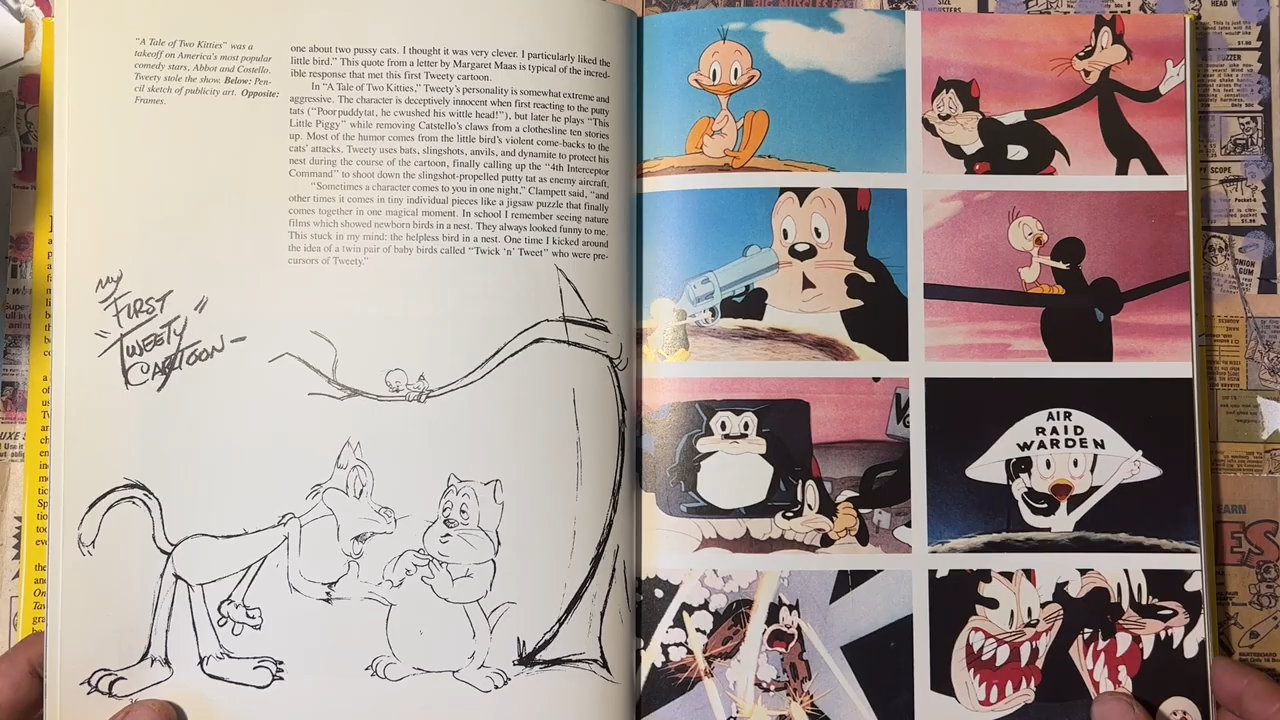 "A Tale of Two Kitties" was a
takeoff on America's most popular
comedy stars, Abbot and Costello.
Tweety stole the show. Below: Pen-
cil sketch of publicity art. Opposite:
Frames.
one about two pussy cats. I thought it was very clever. I particularly liked the
little bird." This quote from a letter by Margaret Maas is typical of the incred-
ible response that met this first Tweety cartoon.
In "A Tale of Two Kitties," Tweety's personality is somewhat extreme and
aggressive. The character is deceptively innocent when first reacting to the putty
tats ("Poor puddy tat, he cwushed his wittle head!"), but later he plays "This
Little Piggy" while removing Catstello's claws from a clothesline ten stories
up. Most of the humor comes from the little bird's violent come-backs to the
cats' attacks. Tweety uses bats, slingshots, anvils, and dynamite to protect his
nest during the course of the cartoon, finally calling up the "4th Interceptor
Command" to shoot down the slingshot-propelled putty tat as enemy aircraft.
"Sometimes a character comes to you in one night," Clampett said, "and
other times it comes in tiny individual pieces like a jigsaw puzzle that finally
comes together in one magical moment. In school I remember seeing nature
films which showed newborn birds in a nest. They always looked funny to me.
This stuck in my mind: the helpless bird in a nest. One time I kicked around
the idea of a twin pair of baby birds called "Twick 'n' Tweet" who were pre-
cursors of Tweety."
my
FIRST
"TWEETY"
CARTOON-
AIR
RAID
WARDEN
BIG MUSCLES
SIZE
MONSTERS
HEAD
BUZZER
SCOPE
ONION
GUM
EARN